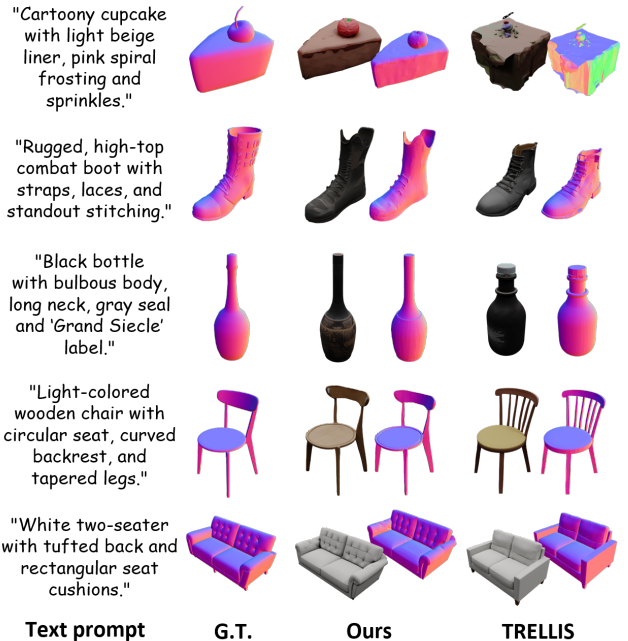 "Cartoony cupcake
with light beige
liner, pink spiral
frosting and
sprinkles."
"Rugged, high-top
combat boot with
straps, laces, and
standout stitching."
"Black bottle
with bulbous body,
long neck, gray seal
and ‘Grand Siecle’
label."
"Light-colored
wooden chair with
circular seat, curved
backrest, and
tapered legs."
"White two-seater
with tufted back and
rectangular seat
cushions."
Text prompt G.T. Ours TRELLIS